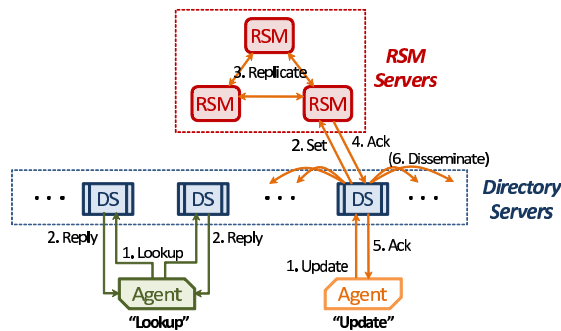 RSM
RSM
Servers
3. Replicate
RSM
RSM
2. Set
4. Ack
(6. Disseminate)
• • •
DS
DS
• • •
DS
• • •
Directory
Servers
2. Reply
1. Lookup
2. Reply
1. Update
5. Ack
Agent
Agent
“Lookup”
“Update”